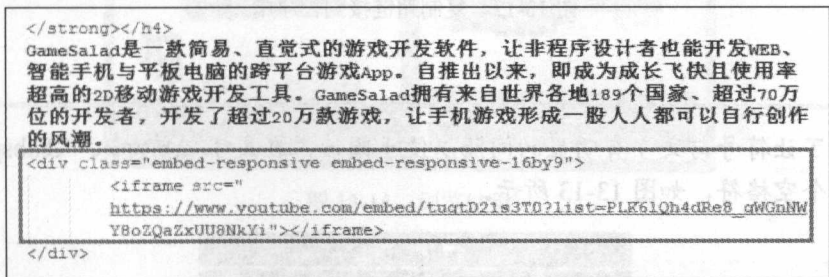 </strong></h4>
GameSalad是一款简易、直觉式的游戏开发软件，让非程序设计者也能开发WEB、
智能手机与平板电脑的跨平台游戏App。自推出以来，即成为成长飞快且使用率
超高的2D移动游戏开发工具。GameSalad拥有来自世界各地189个国家、超过70万
位的开发者，开发了超过20万款游戏，让手机游戏形成一股人人都可以自行创作
的风潮。
<div class="embed-responsive embed-responsive-16by9">
<iframe src="
https://www.youtube.com/embed/tuqtD21s3T0?list=PLK61Qh4dRe8_qWGnNW
Y8oZQaZxUU8NkYi"></iframe>
</div>